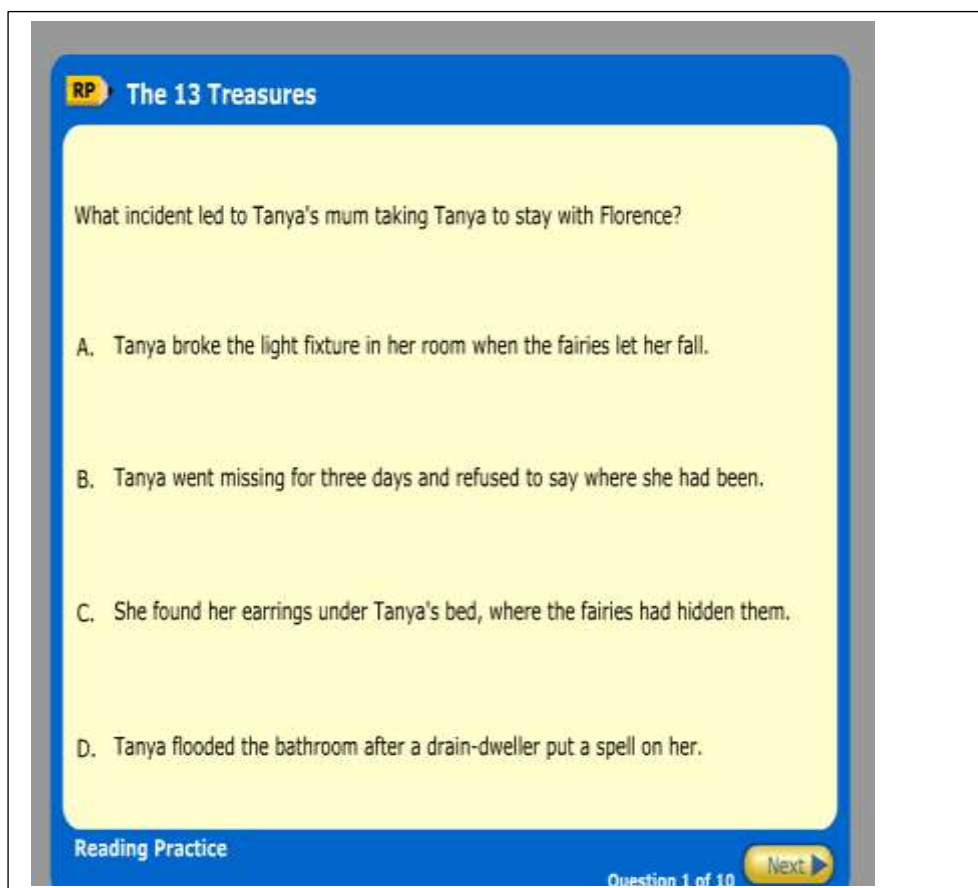 RP
The 13 Treasures
What incident led to Tanya's mum taking Tanya to stay with Florence?
A. Tanya broke the light fixture in her room when the fairies let her fall.
B. Tanya went missing for three days and refused to say where she had been.
C. She found her earrings under Tanya's bed, where the fairies had hidden them.
D. Tanya flooded the bathroom after a drain-dweller put a spell on her.
Reading Practice
Question 1 of 10
Next